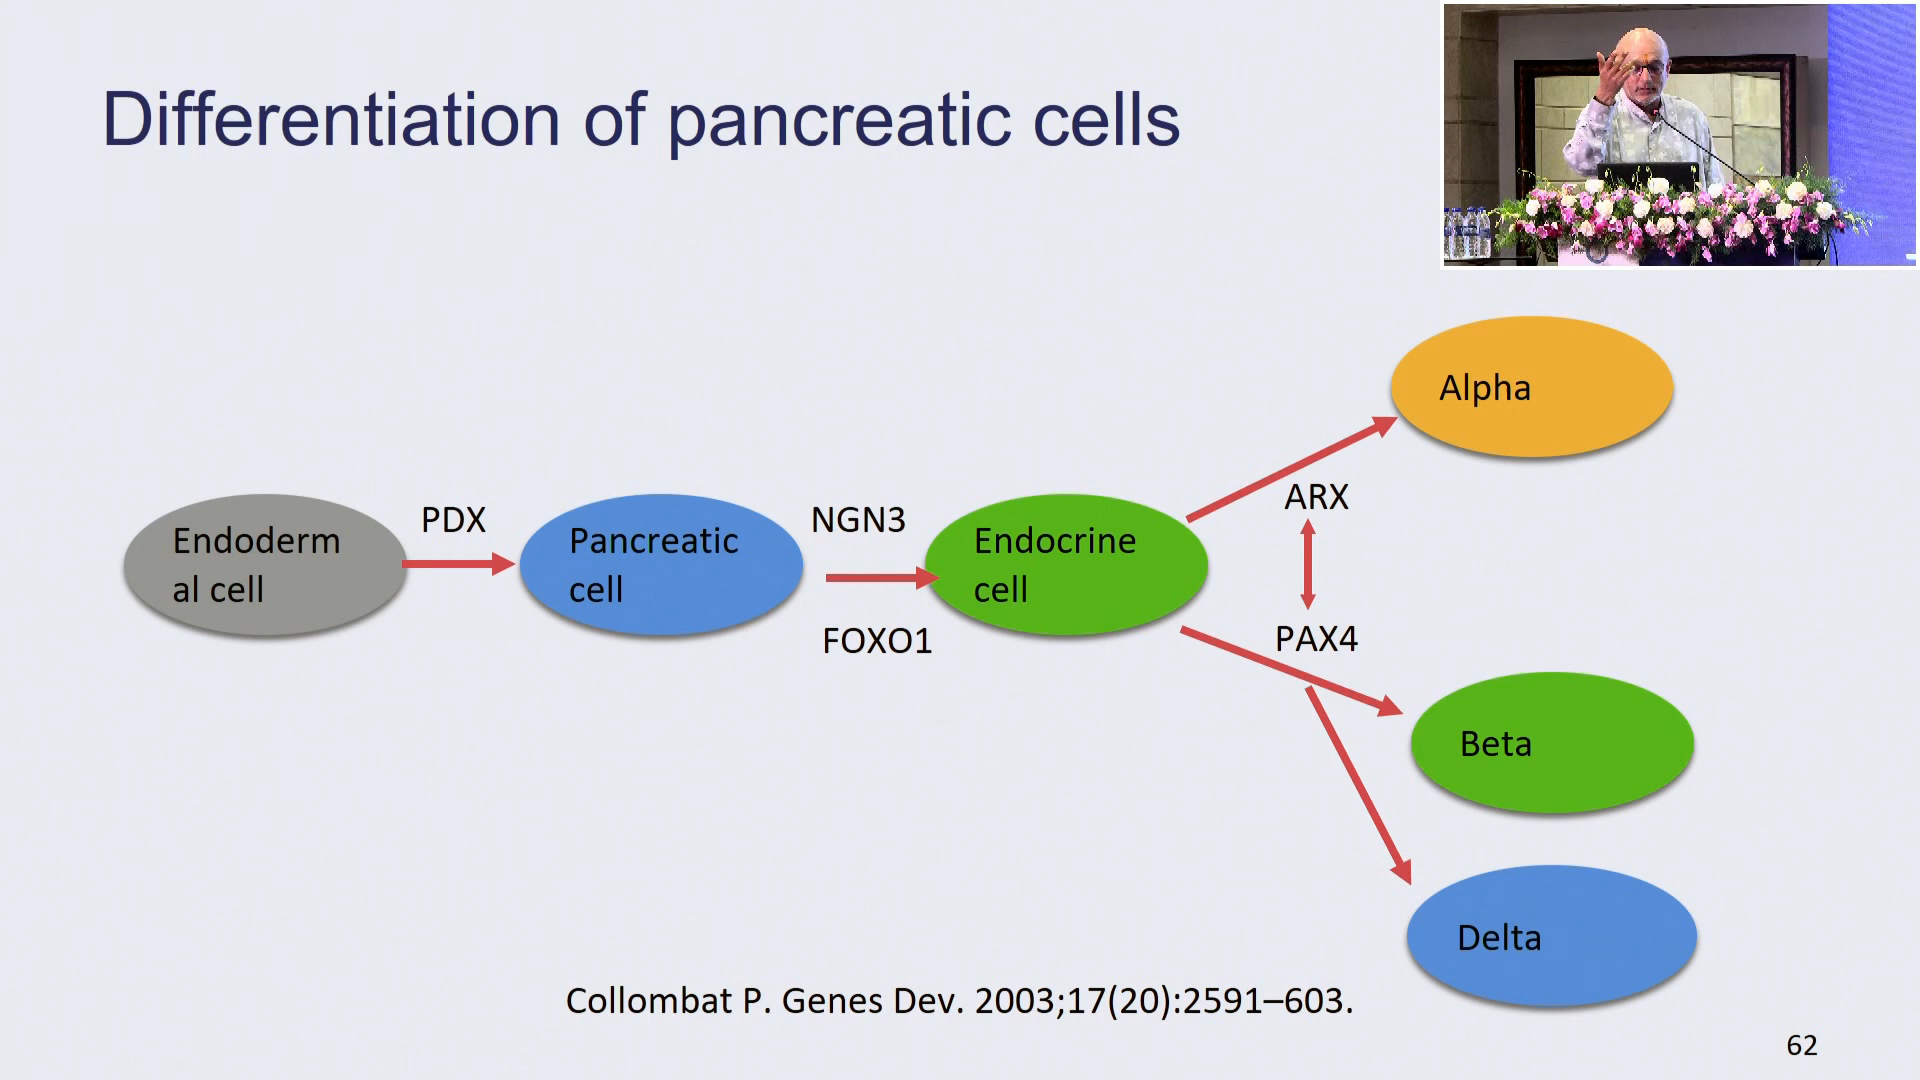 Differentiation of pancreatic cells
Alpha
ARX
PDX
NGN3
Endoderm
al cell
Pancreatic
cell
Endocrine
cell
FOXO1
PAX4
Beta
Delta
Collombat P. Genes Dev. 2003;17(20):2591–603.
62